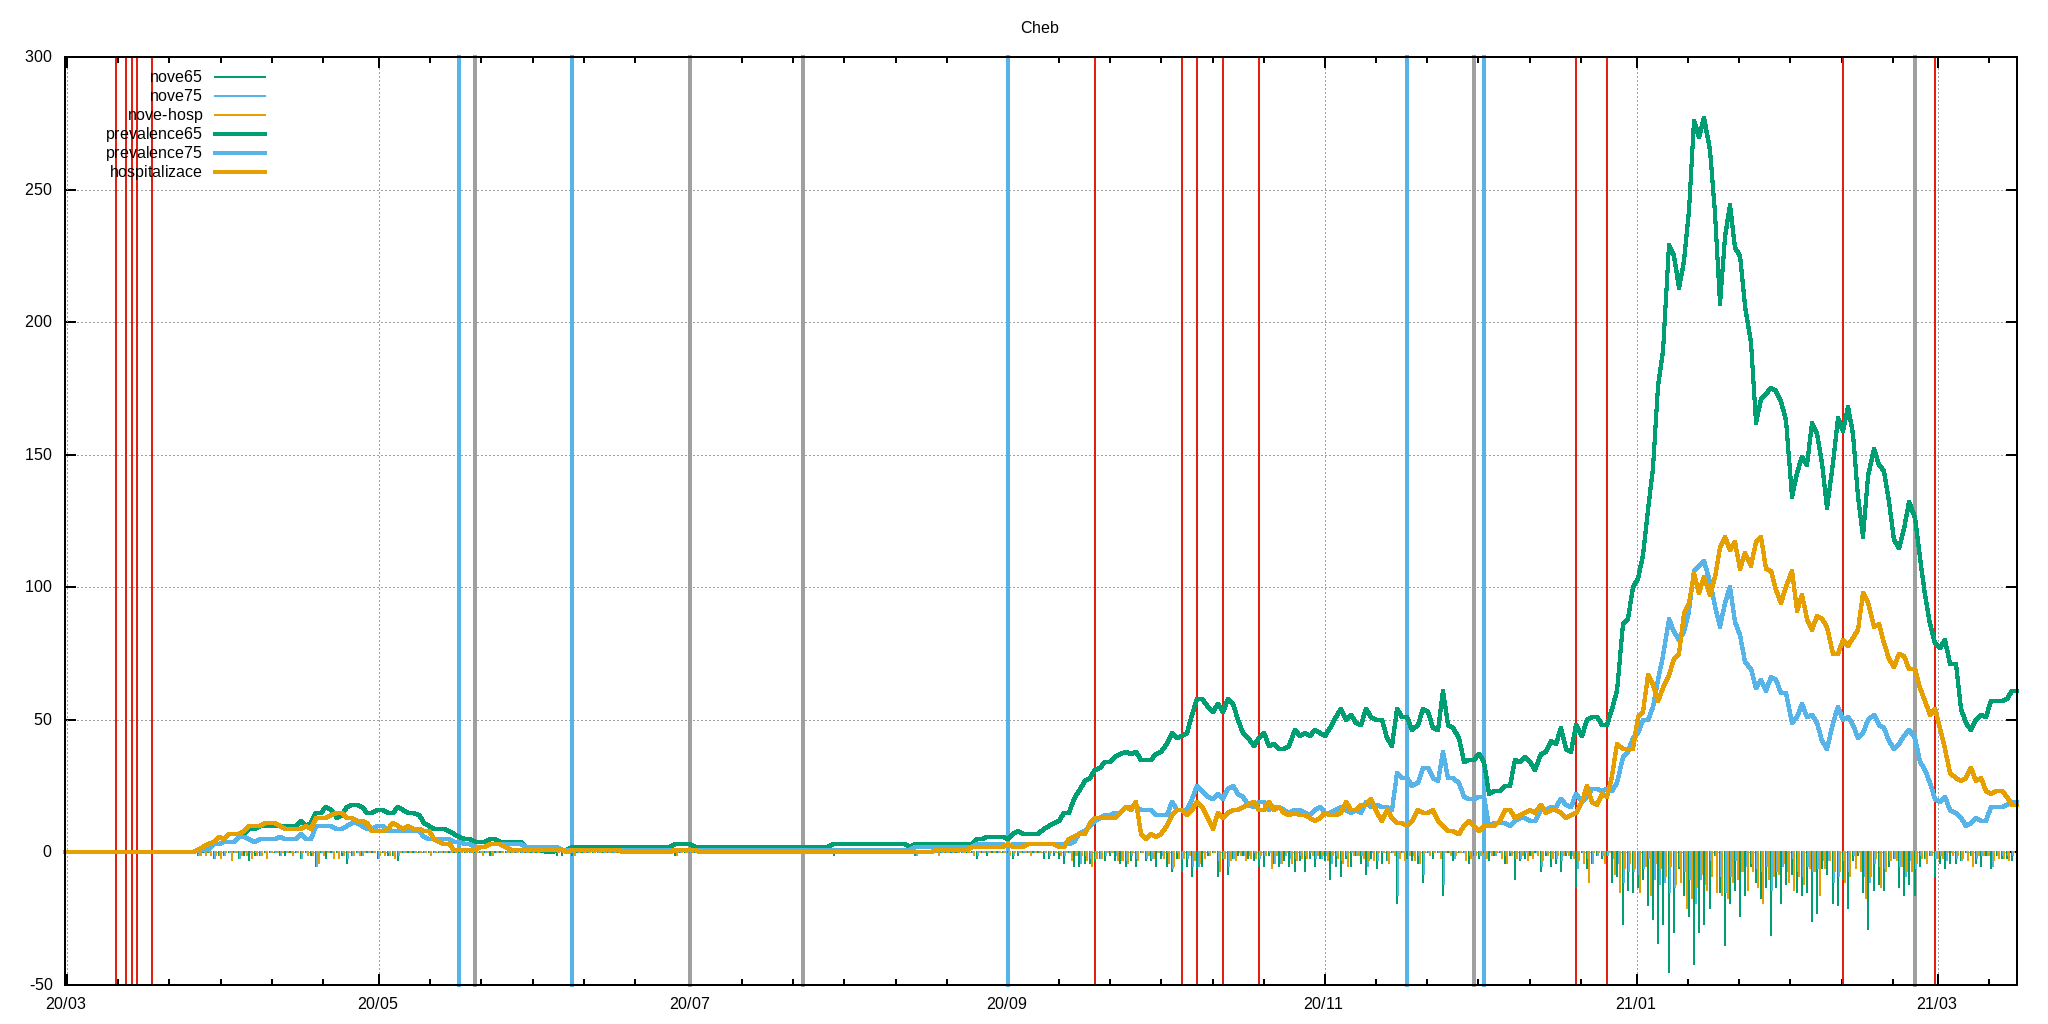 Cheb
300
250
200
150
100
50
0
-50
nove65
nove75
nove-hosp
prevalence65
prevalence75
hospitalizace
20/03 20/05 20/07 20/09 20/11 21/01 21/03